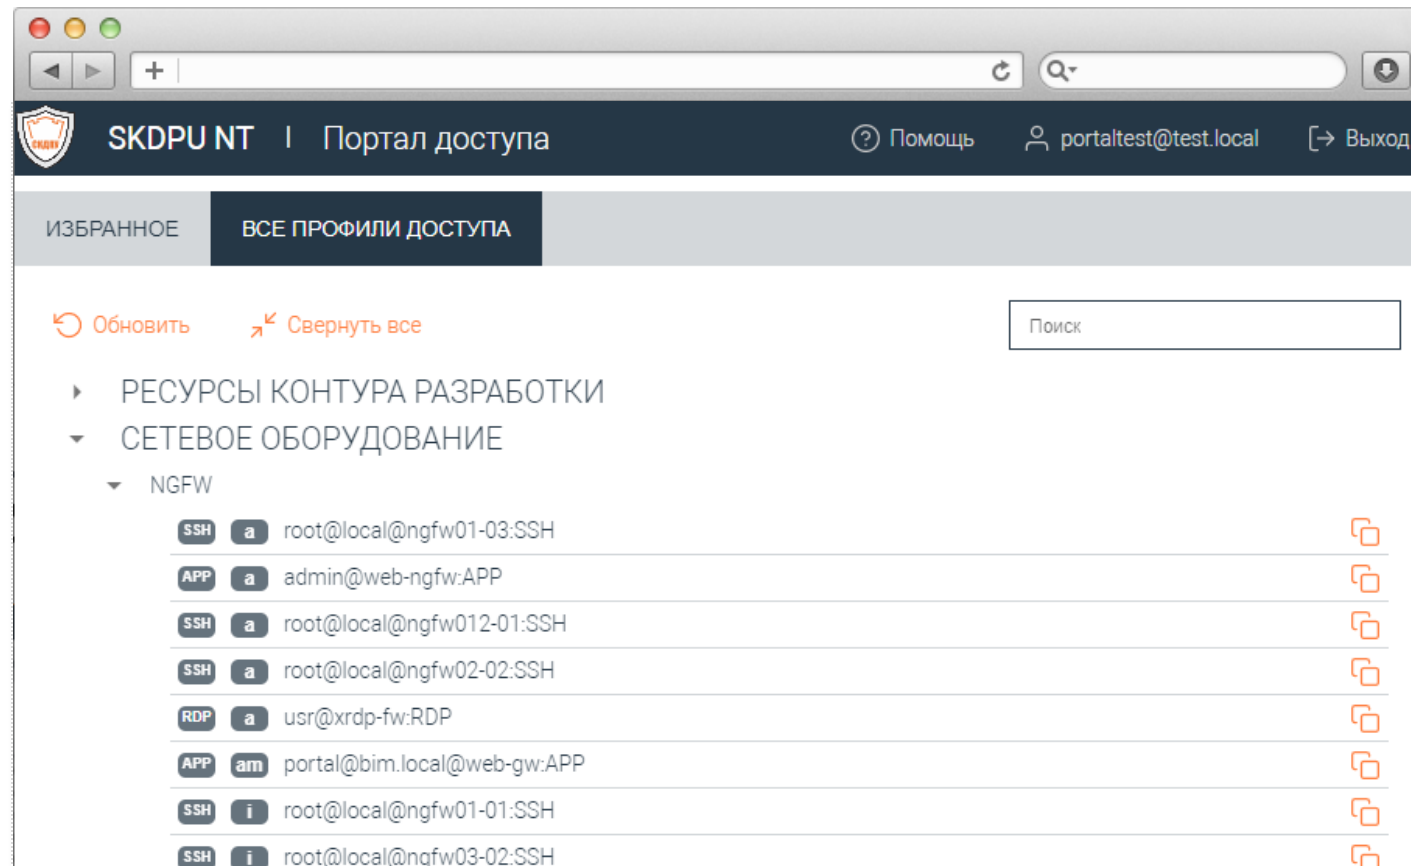 СКДПУ
SKDPU NT | Портал доступа
Помощь
portaltest@test.local
Выход
ИЗБРАННОЕ
ВСЕ ПРОФИЛИ ДОСТУПА
Обновить
Свернуть все
Поиск
РЕСУРСЫ КОНТУРА РАЗРАБОТКИ
СЕТЕВОЕ ОБОРУДОВАНИЕ
NGFW
SSH a root@local@ngfw01-03:SSH
APP a admin@web-ngfw:APP
SSH a root@local@ngfw012-01:SSH
SSH a root@local@ngfw02-02:SSH
RDP a usr@xrdp-fw:RDP
APP am portal@bim.local@web-gw:APP
SSH i root@local@ngfw01-01:SSH
SSH i root@local@ngfw03-02:SSH